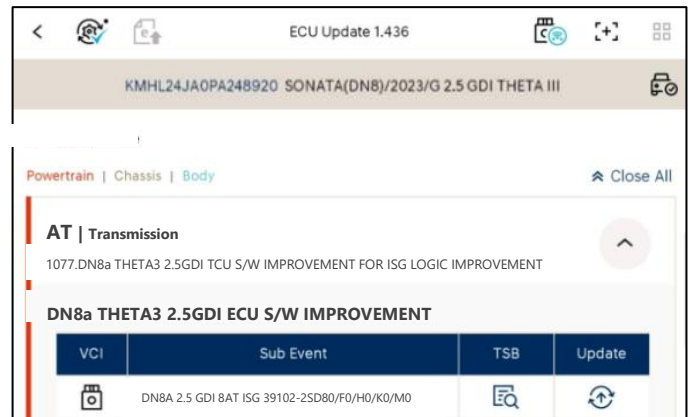 ECU Update 1.436
KMHL24JA0PA248920 SONATA(DN8)/2023/G 2.5 GDI THETA III
Powertrain | Chassis | Body
Close All
AT | Transmission
1077.DN8a THETA3 2.5GDI TCU S/W IMPROVEMENT FOR ISG LOGIC IMPROVEMENT
DN8a THETA3 2.5GDI ECU S/W IMPROVEMENT
VCI Sub Event TSB Update
DN8A 2.5 GDI 8AT ISG 39102-2SD80/F0/H0/K0/M0